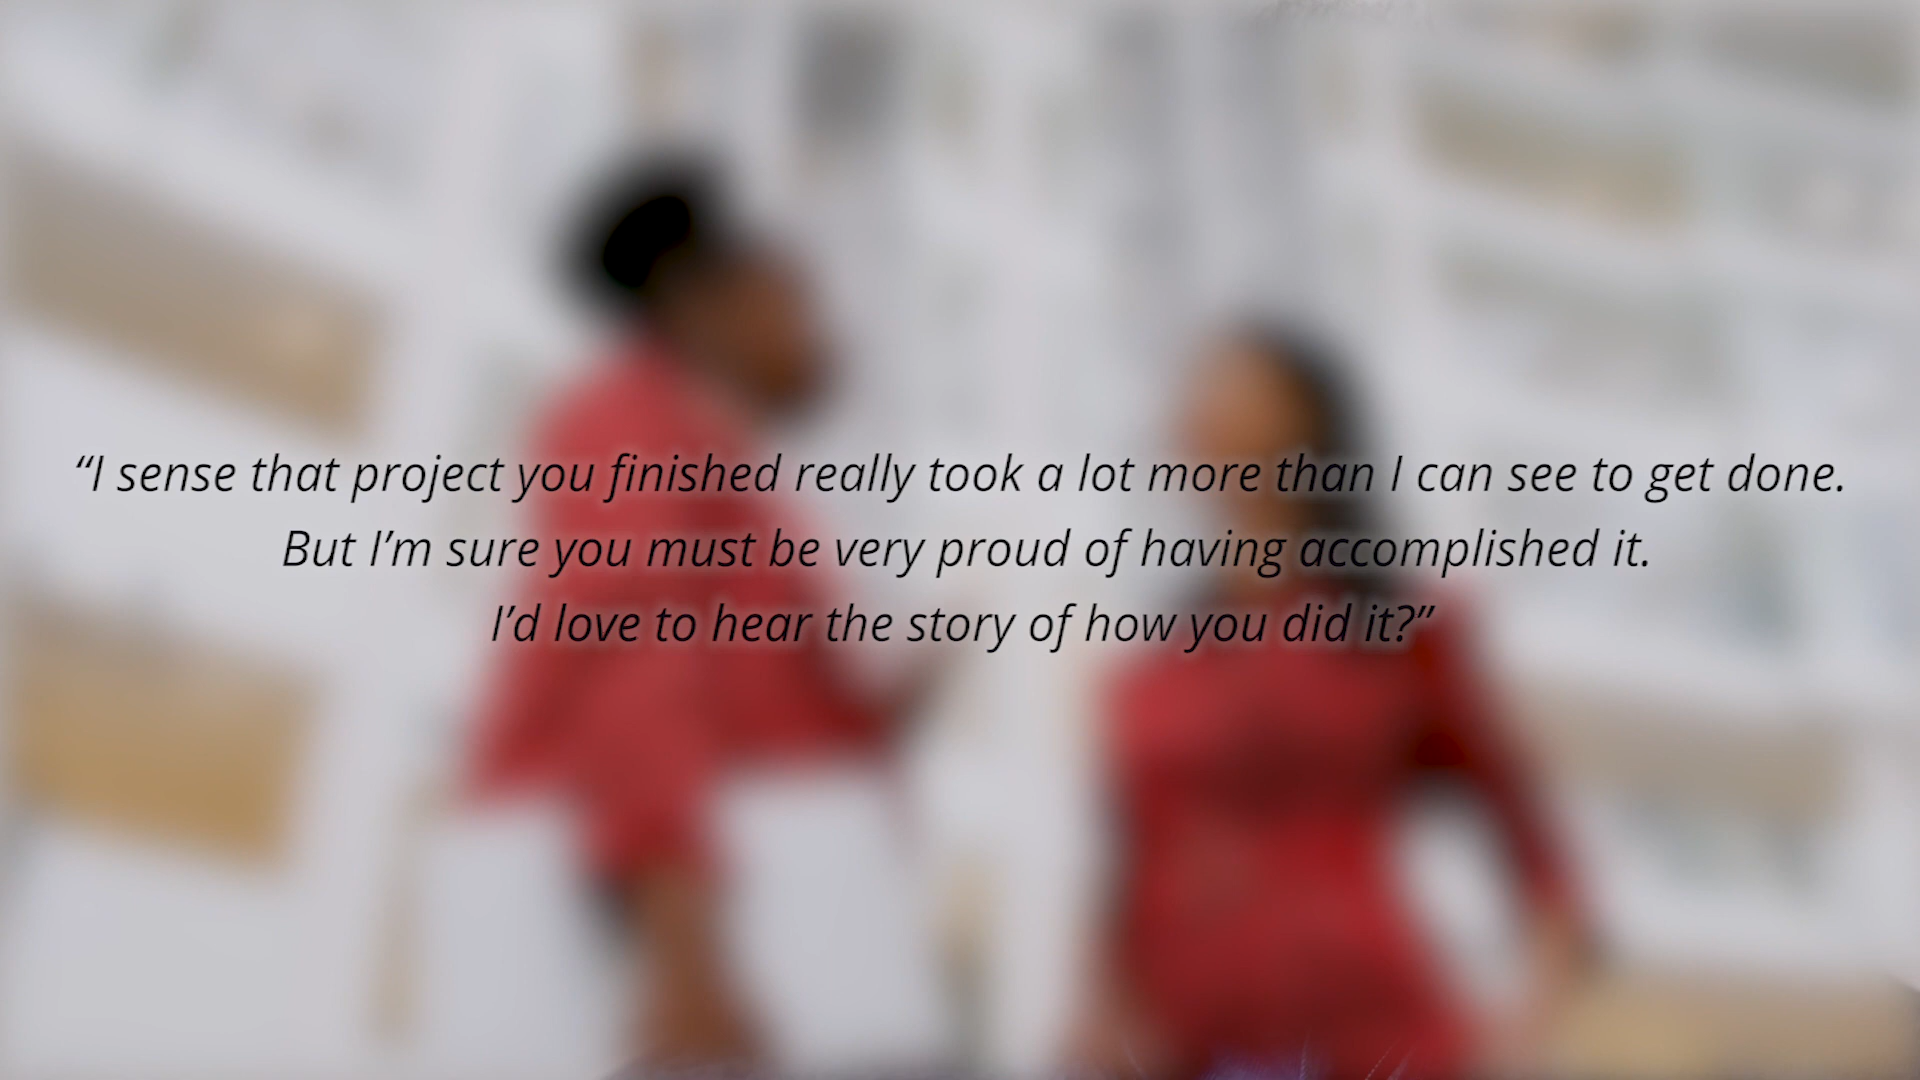 “I sense that project you finished really took a lot more than I can see to get done.
But I’m sure you must be very proud of having accomplished it.
I’d love to hear the story of how you did it?”